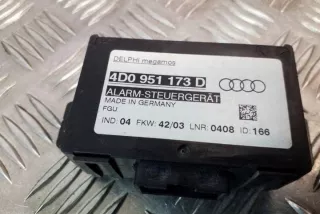 DELPHI megamos
4D0 951 173 D
ALARM-STEUERGERÄT
MADE IN GERMANY
FGU
IND: 04 FKW: 42/03 LNR: 0408 ID: 166